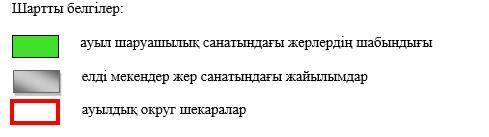 Шартты белгілер:
ауыл шаруашылық санатындағы жерлердің шабындығы
елді мекендер жер санатындағы жайылымдар
ауылдық округ шекаралар